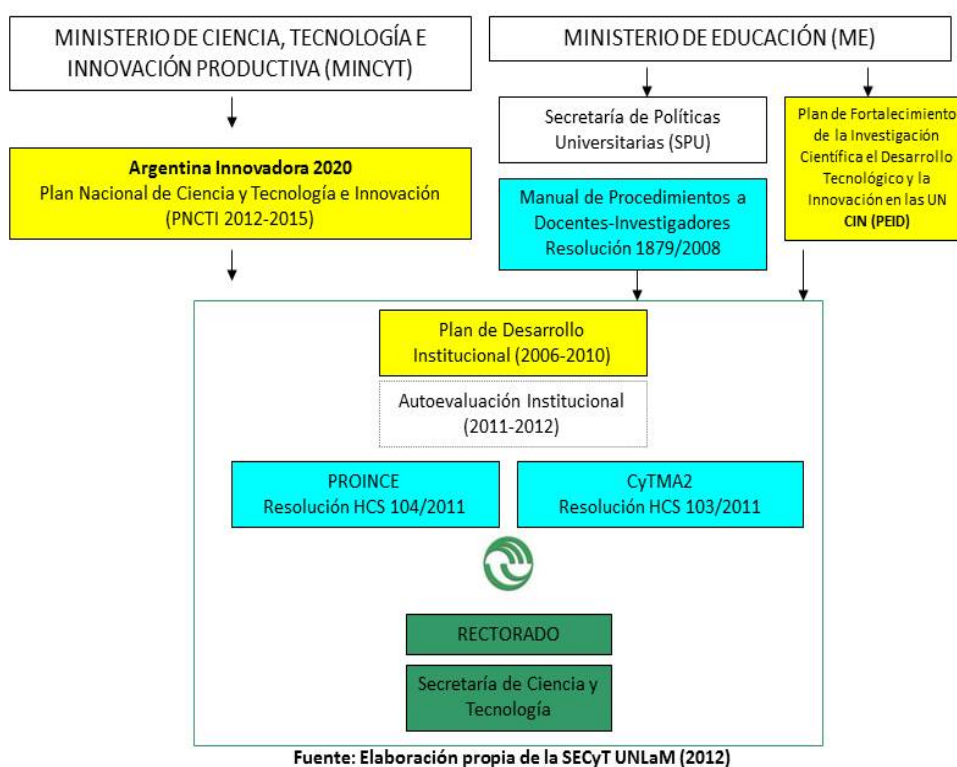 MINISTERIO DE CIENCIA, TECNOLOGÍA E
INNOVACIÓN PRODUCTIVA (MINCYT)
MINISTERIO DE EDUCACIÓN (ME)
Argentina Innovadora 2020
Plan Nacional de Ciencia y Tecnología e Innovación
(PNCTI 2012-2015)
Secretaría de Políticas
Universitarias (SPU)
Manual de Procedimientos a
Docentes-Investigadores
Resolución 1879/2008
Plan de Fortalecimiento
de la Investigación
Científica el Desarrollo
Tecnológico y la
Innovación en las UN
CIN (PEID)
Plan de Desarrollo
Institucional (2006-2010)
Autoevaluación Institucional
(2011-2012)
PROINCE
Resolución HCS 104/2011
CyTMA2
Resolución HCS 103/2011
RECTORADO
Secretaría de Ciencia y
Tecnología
Fuente: Elaboración propia de la SECyT UNLaM (2012)